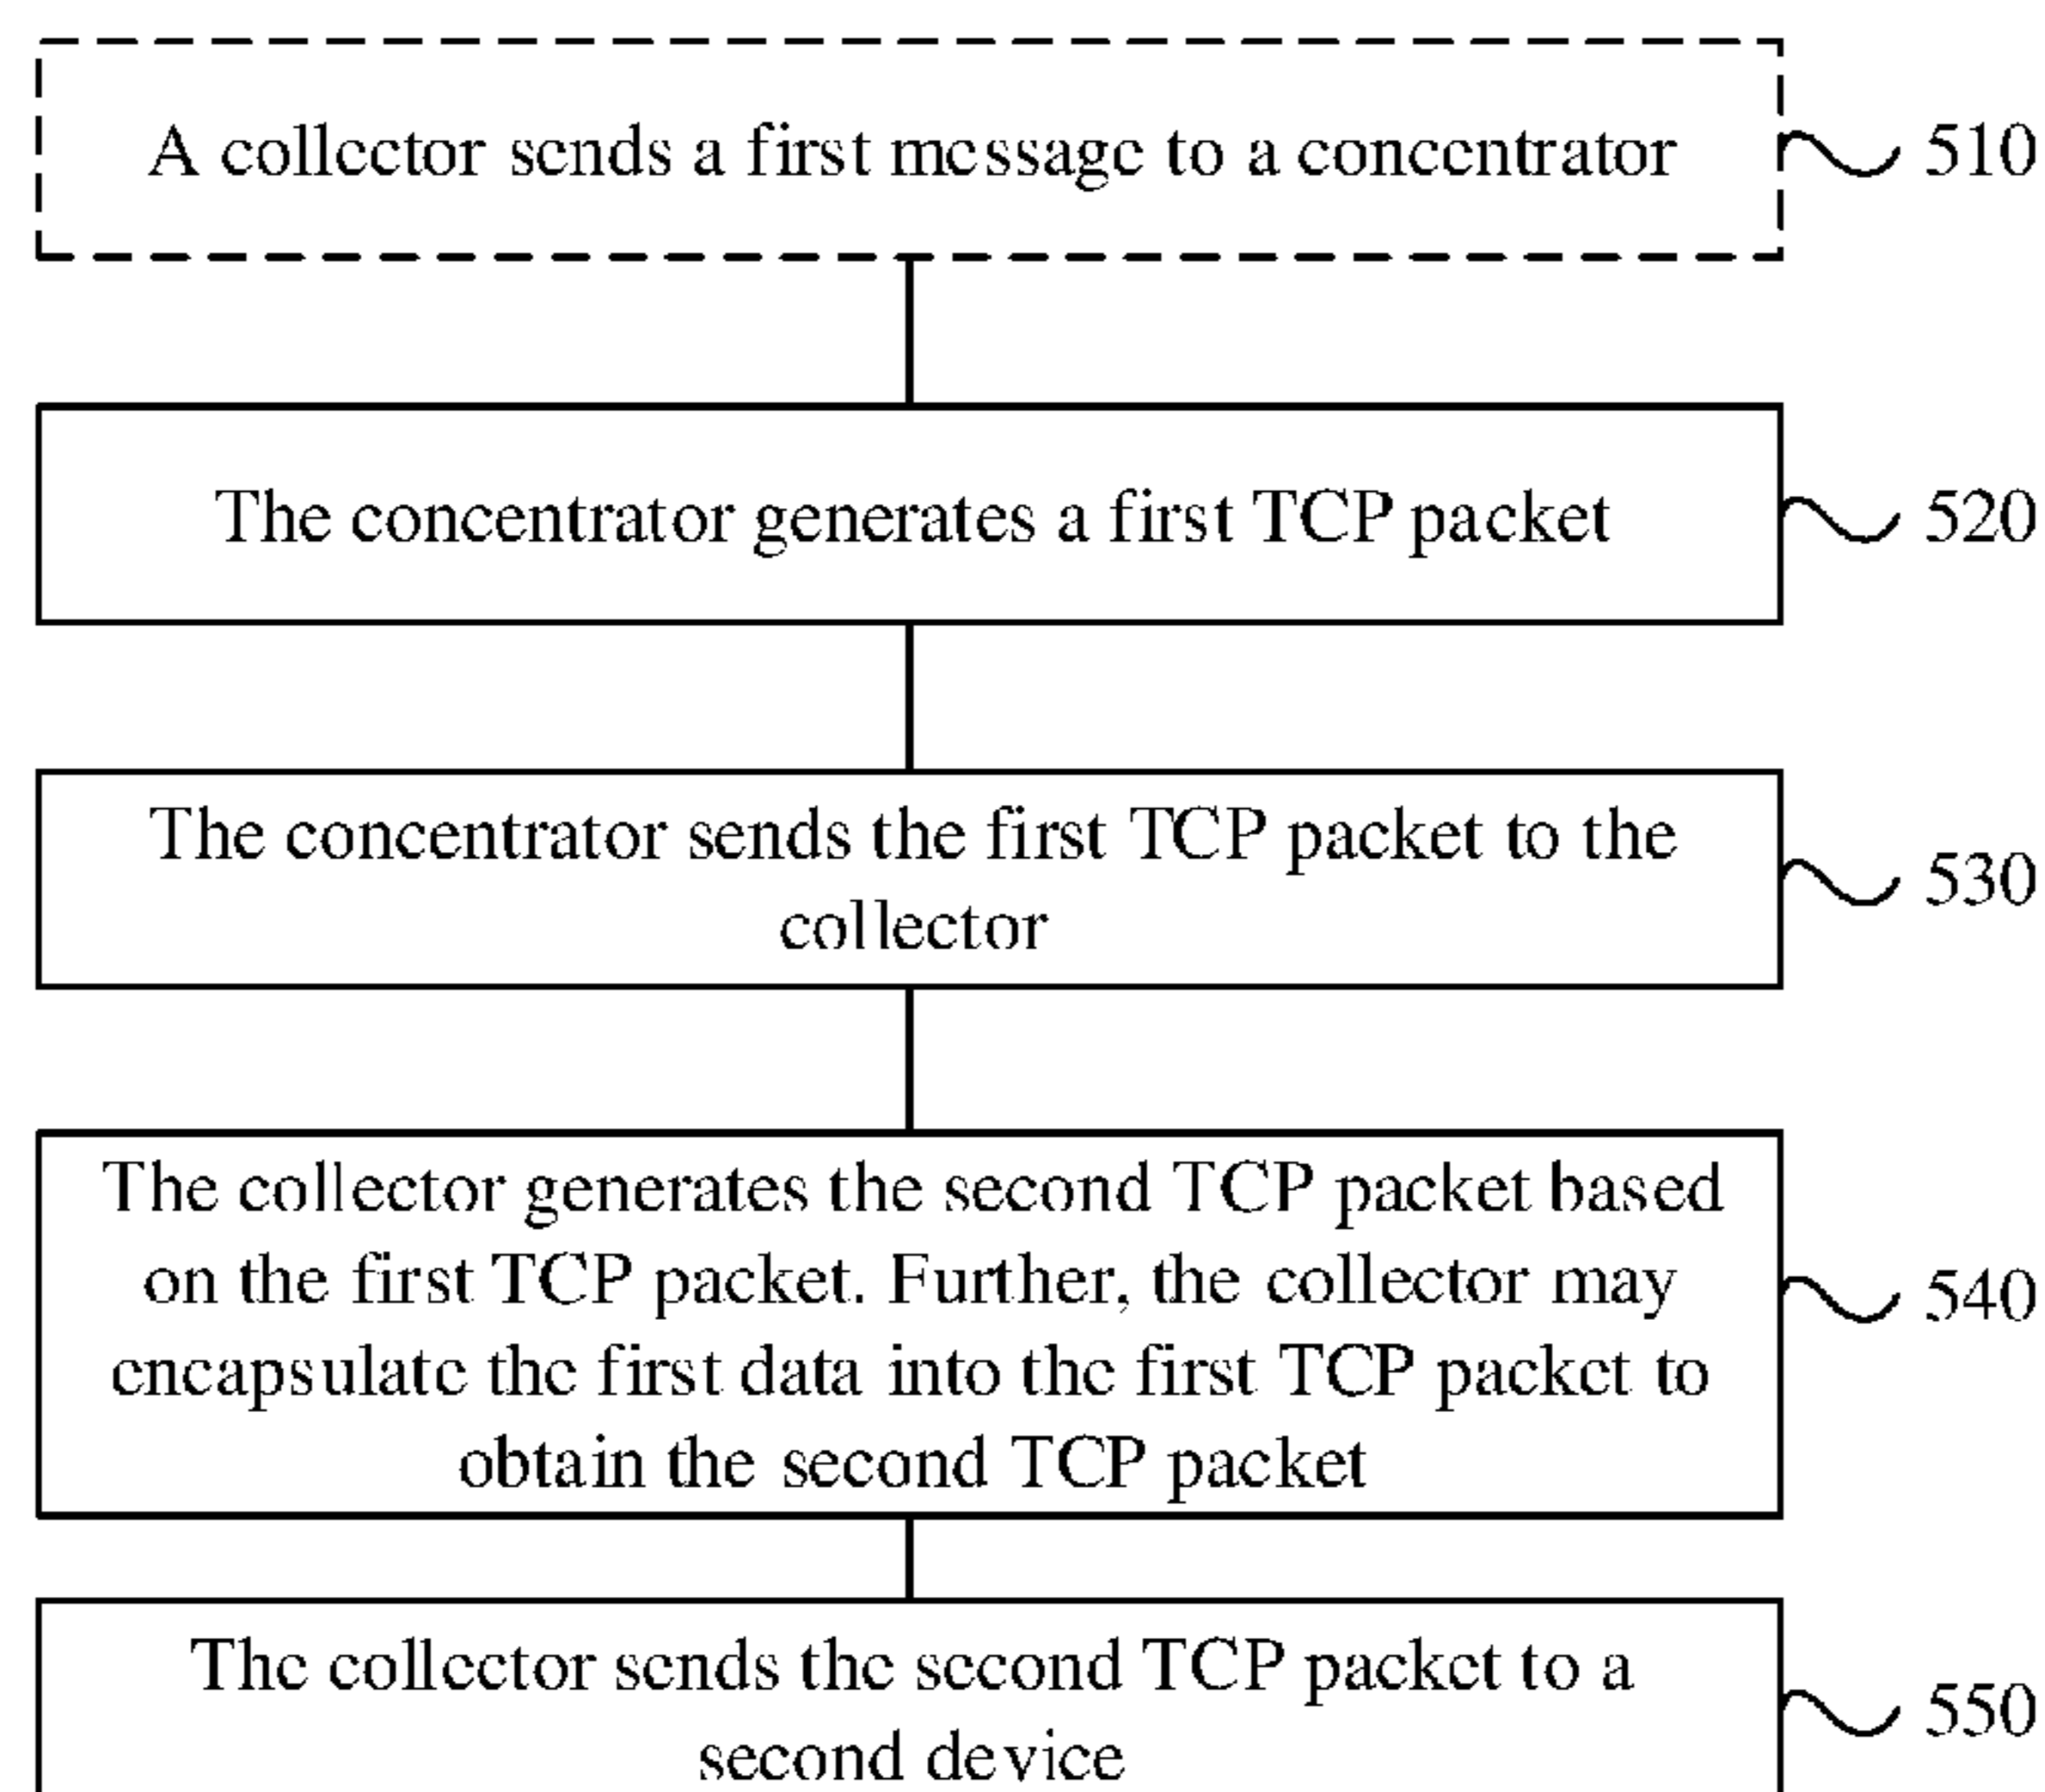 A collector sends a first message to a concentrator
510
The concentrator generates a first TCP packet
520
The concentrator sends the first TCP packet to the
collector
530
The collector generates the second TCP packet based
on the first TCP packet. Further, the collector may
encapsulate the first data into the first TCP packet to
obtain the second TCP packet
540
The collector sends the second TCP packet to a
second device
550